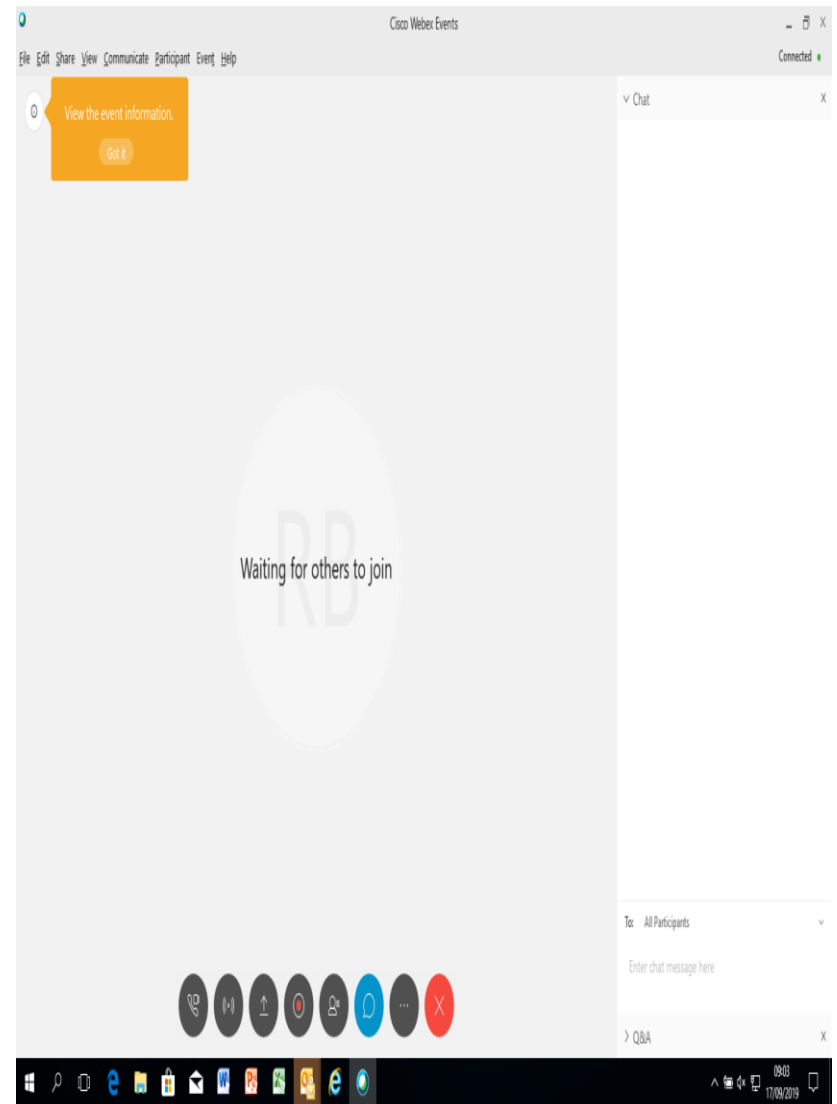 Cisco Webex Events
File Edit Share View Communicate Participant Event Help
Connected
View the event information.
Got it
Chat
RB
Waiting for others to join
To: All Participants
Enter chat message here
Q&A
09:03
17/09/2019